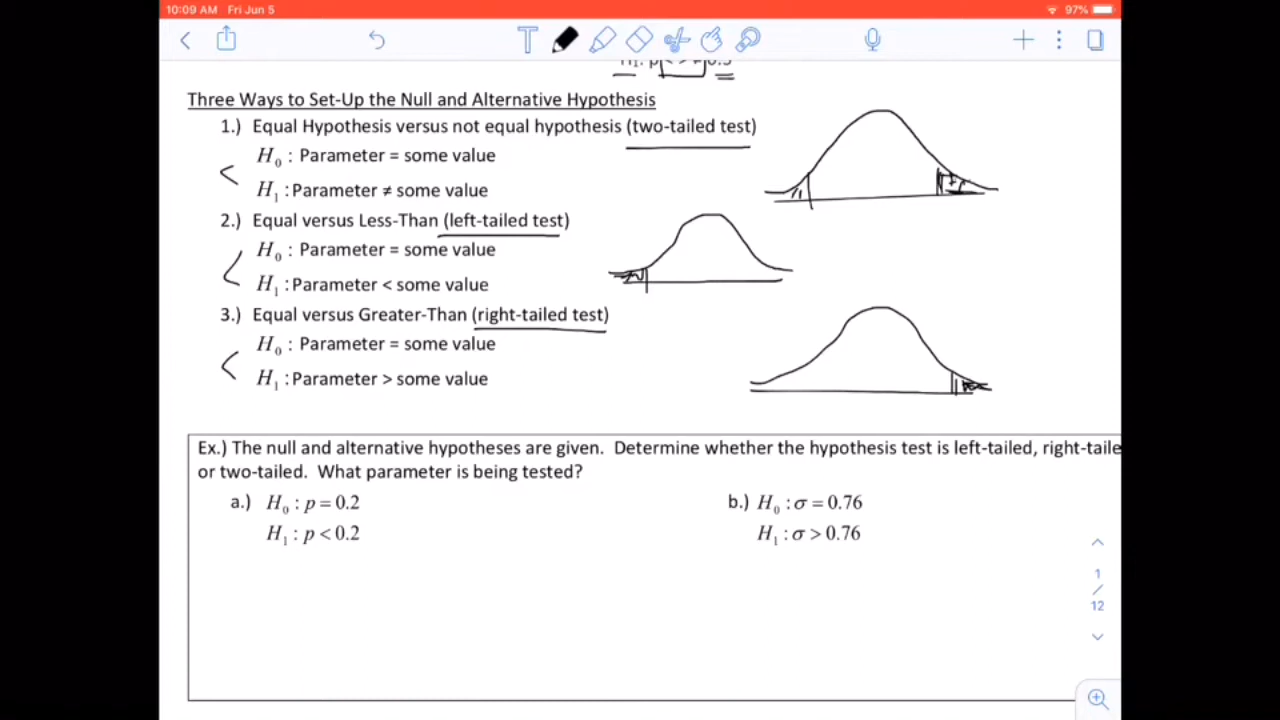 10:09 AM Fri Jun 5
97%
T
Three Ways to Set-Up the Null and Alternative Hypothesis
1.) Equal Hypothesis versus not equal hypothesis (two-tailed test)
H₀ : Parameter = some value
H₁ : Parameter ≠ some value
2.) Equal versus Less-Than (left-tailed test)
H₀ : Parameter = some value
H₁ : Parameter < some value
3.) Equal versus Greater-Than (right-tailed test)
H₀ : Parameter = some value
H₁ : Parameter > some value
Ex.) The null and alternative hypotheses are given. Determine whether the hypothesis test is left-tailed, right-taile
or two-tailed. What parameter is being tested?
a.) H₀ : p = 0.2
H₁ : p < 0.2
b.) H₀ : σ = 0.76
H₁ : σ > 0.76
1
/
12